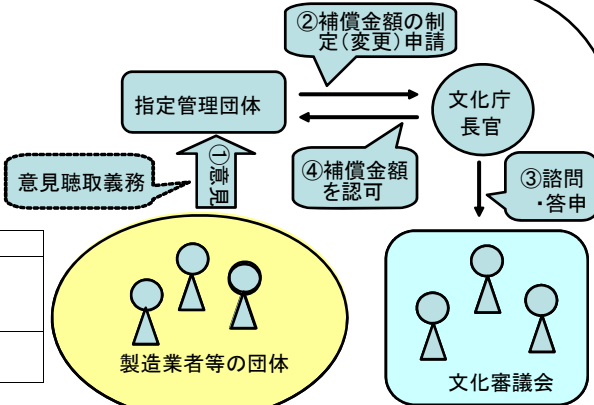 ②補償金額の制
定（変更）申請
指定管理団体
文化庁
長官
意見聴取義務
①意見
④補償金額
を認可
③諮問
・答申
製造業者等の団体
文化審議会